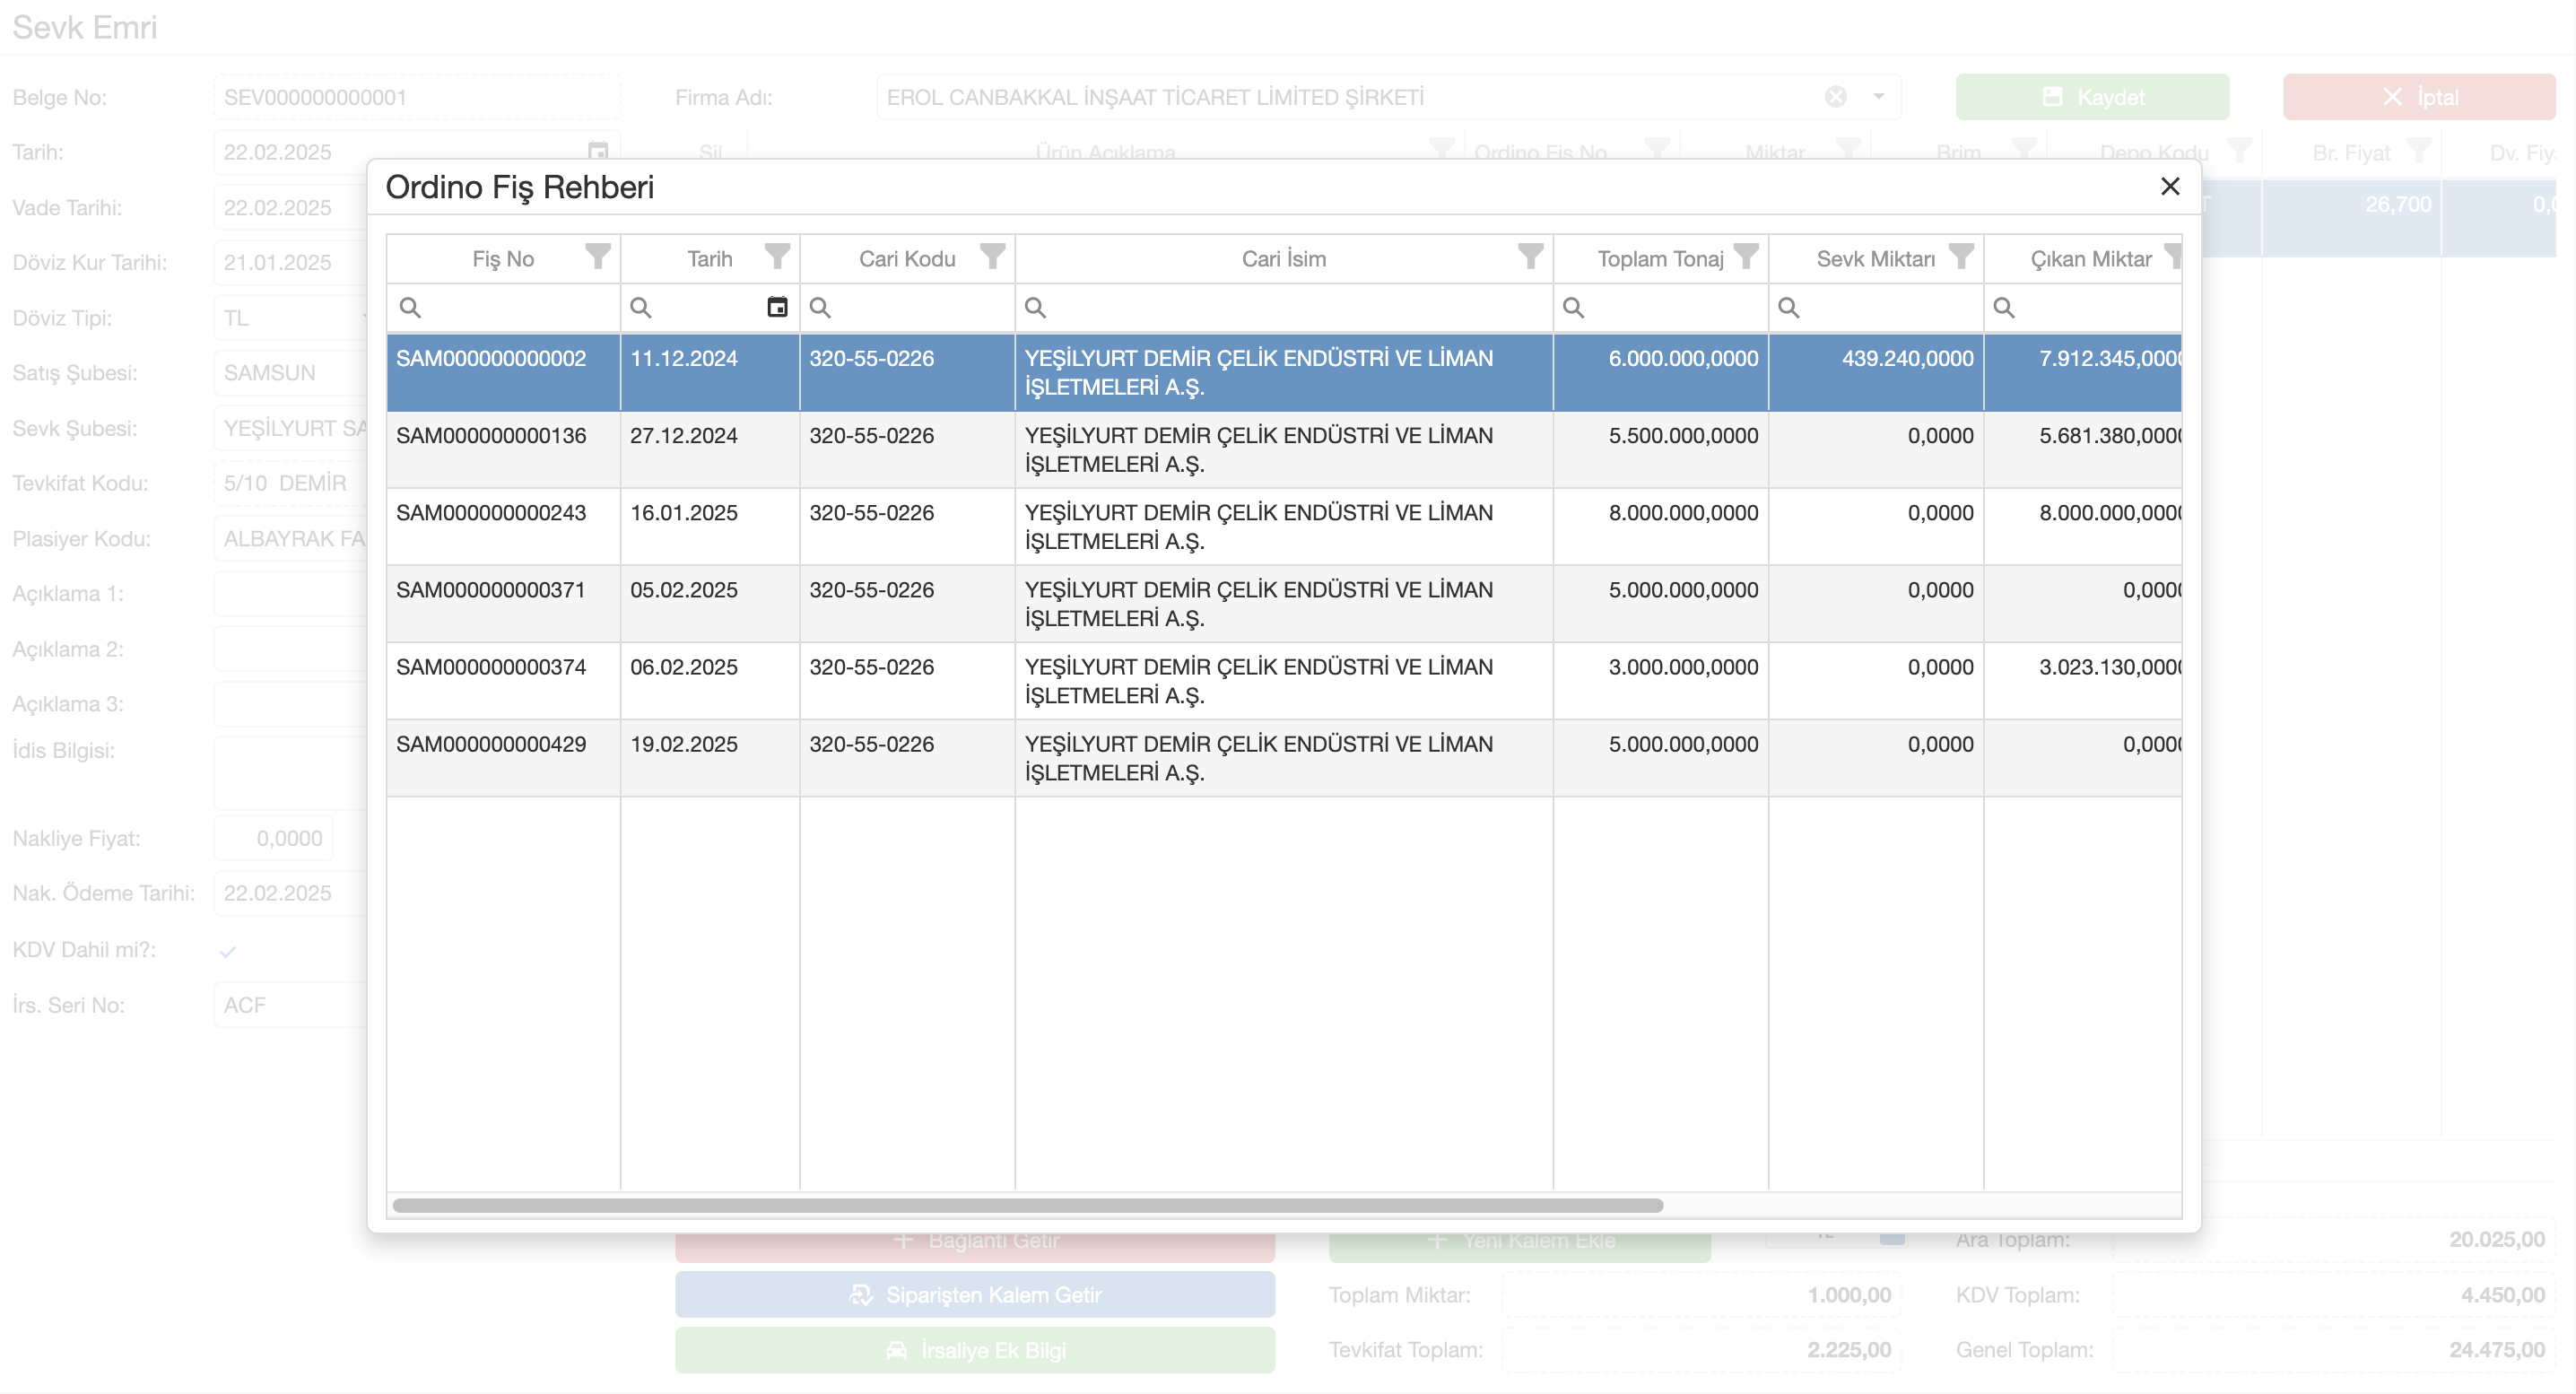 Sevk Emri
Belge No: SEV000000000001 Firma Adı: EROL CANBAKKAL İNŞAAT TİCARET LİMİTED ŞİRKETİ Kaydet İptal
Tarih: 22.02.2025 Sil Ürün Açıklama Ordino Fiş No Miktar Brim Depo Kodu Br. Fiyat Dv. Fiy
Ordino Fiş Rehberi
Vade Tarihi: 22.02.2025 T 26,700 0,0
Döviz Kur Tarihi: 21.01.2025
Döviz Tipi: TL
Satış Şubesi: SAMSUN
Sevk Şubesi: YEŞİLYURT SA
Tevkifat Kodu: 5/10 DEMİR
Plasiyer Kodu: ALBAYRAK FA
Açıklama 1:
Açıklama 2:
Açıklama 3:
İdis Bilgisi:
Nakliye Fiyat: 0,0000
Nak. Ödeme Tarihi: 22.02.2025
KDV Dahil mi?:
İrs. Seri No: ACF
Fiş No Tarih Cari Kodu Cari İsim Toplam Tonaj Sevk Miktarı Çıkan Miktar
SAM000000000002 11.12.2024 320-55-0226 YEŞİLYURT DEMİR ÇELİK ENDÜSTRİ VE LİMAN 6.000.000,0000 439.240,0000 7.912.345,0000
İŞLETMELERİ A.Ş.
SAM000000000136 27.12.2024 320-55-0226 YEŞİLYURT DEMİR ÇELİK ENDÜSTRİ VE LİMAN 5.500.000,0000 0,0000 5.681.380,0000
İŞLETMELERİ A.Ş.
SAM000000000243 16.01.2025 320-55-0226 YEŞİLYURT DEMİR ÇELİK ENDÜSTRİ VE LİMAN 8.000.000,0000 0,0000 8.000.000,0000
İŞLETMELERİ A.Ş.
SAM000000000371 05.02.2025 320-55-0226 YEŞİLYURT DEMİR ÇELİK ENDÜSTRİ VE LİMAN 5.000.000,0000 0,0000 0,0000
İŞLETMELERİ A.Ş.
SAM000000000374 06.02.2025 320-55-0226 YEŞİLYURT DEMİR ÇELİK ENDÜSTRİ VE LİMAN 3.000.000,0000 0,0000 3.023.130,0000
İŞLETMELERİ A.Ş.
SAM000000000429 19.02.2025 320-55-0226 YEŞİLYURT DEMİR ÇELİK ENDÜSTRİ VE LİMAN 5.000.000,0000 0,0000 0,0000
İŞLETMELERİ A.Ş.
Bağlantı Getir Yeni Kalem Ekle Ara Toplam: 20.025,00
Siparişten Kalem Getir Toplam Miktar: 1.000,00 KDV Toplam: 4.450,00
İrsaliye Ek Bilgi Tevkifat Toplam: 2.225,00 Genel Toplam: 24.475,00